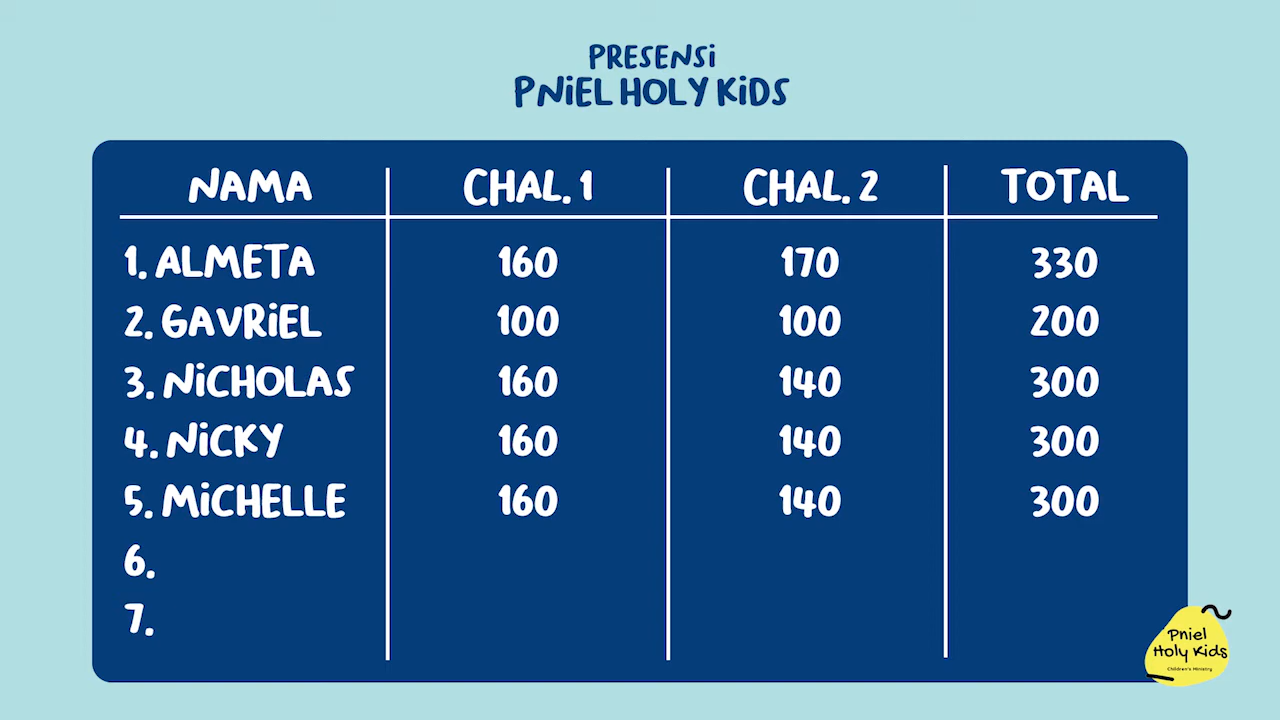 PRESENSi
PNiEL HOLY KiDS
NAMA CHAL. 1 CHAL. 2 TOTAL
1. ALMETA 160 170 330
2. GAVRiEL 100 100 200
3. NiCHOLAS 160 140 300
4. NiCKY 160 140 300
5. MiCHELLE 160 140 300
6.
7.
Pniel
Holy Kids
Children's Ministry